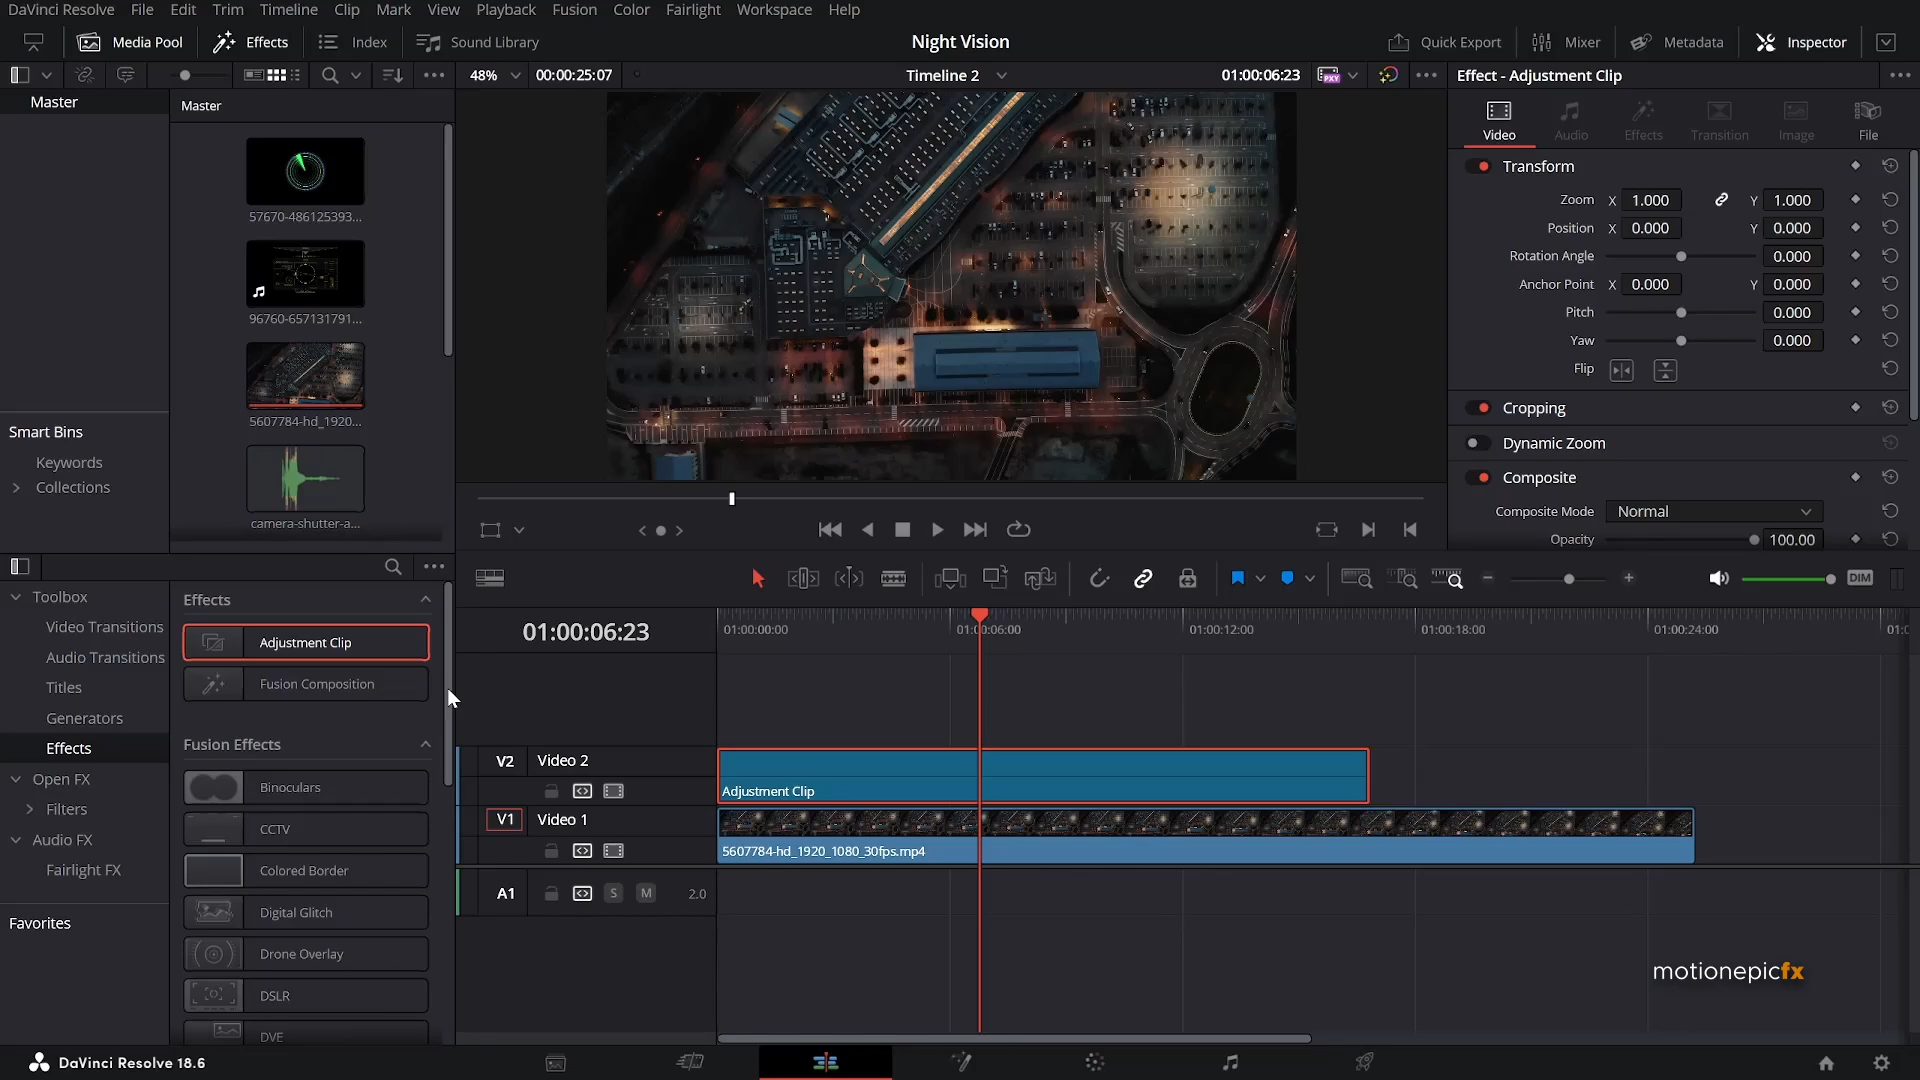 DaVinci Resolve File Edit Trim Timeline Clip Mark View Playback Fusion Color Fairlight Workspace Help
Media Pool Effects Index Sound Library Night Vision Quick Export Mixer Metadata Inspector
48% 00:00:25:07 Timeline 2 01:00:06:23 PXY Effect - Adjustment Clip
Master
Master
57670-486125393...
96760-657131791...
5607784-hd_1920...
camera-shutter-a...
Smart Bins
Keywords
Collections
Video Audio Effects Transition Image File
Transform
Zoom X 1.000 Y 1.000
Position X 0.000 Y 0.000
Rotation Angle 0.000
Anchor Point X 0.000 Y 0.000
Pitch 0.000
Yaw 0.000
Flip
Cropping
Dynamic Zoom
Composite
Composite Mode Normal
Opacity 100.00
Toolbox
Video Transitions
Audio Transitions
Titles
Generators
Effects
Open FX
Filters
Audio FX
Fairlight FX
Favorites
Effects
Adjustment Clip
Fusion Composition
Fusion Effects
Binoculars
CCTV
Colored Border
Digital Glitch
Drone Overlay
DSLR
DVE
DIM
01:00:06:23
01:00:00:00 01:00:06:00 01:00:12:00 01:00:18:00 01:00:24:00 01:0
V2 Video 2
Adjustment Clip
V1 Video 1
5607784-hd_1920_1080_30fps.mp4
A1 S M 2.0
motionepicfx
DaVinci Resolve 18.6